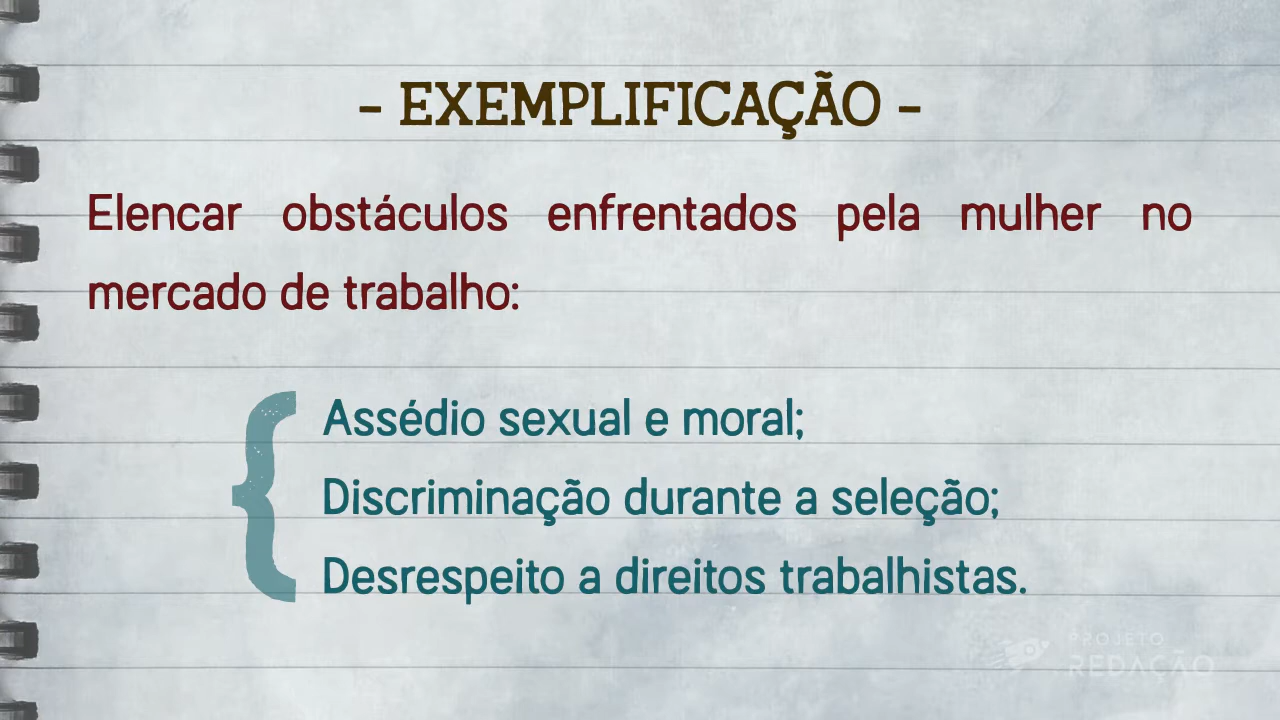 - EXEMPLIFICAÇÃO -
Elencar obstáculos enfrentados pela mulher no
mercado de trabalho:
Assédio sexual e moral;
Discriminação durante a seleção;
Desrespeito a direitos trabalhistas.
PROJETO
REDAÇÃO